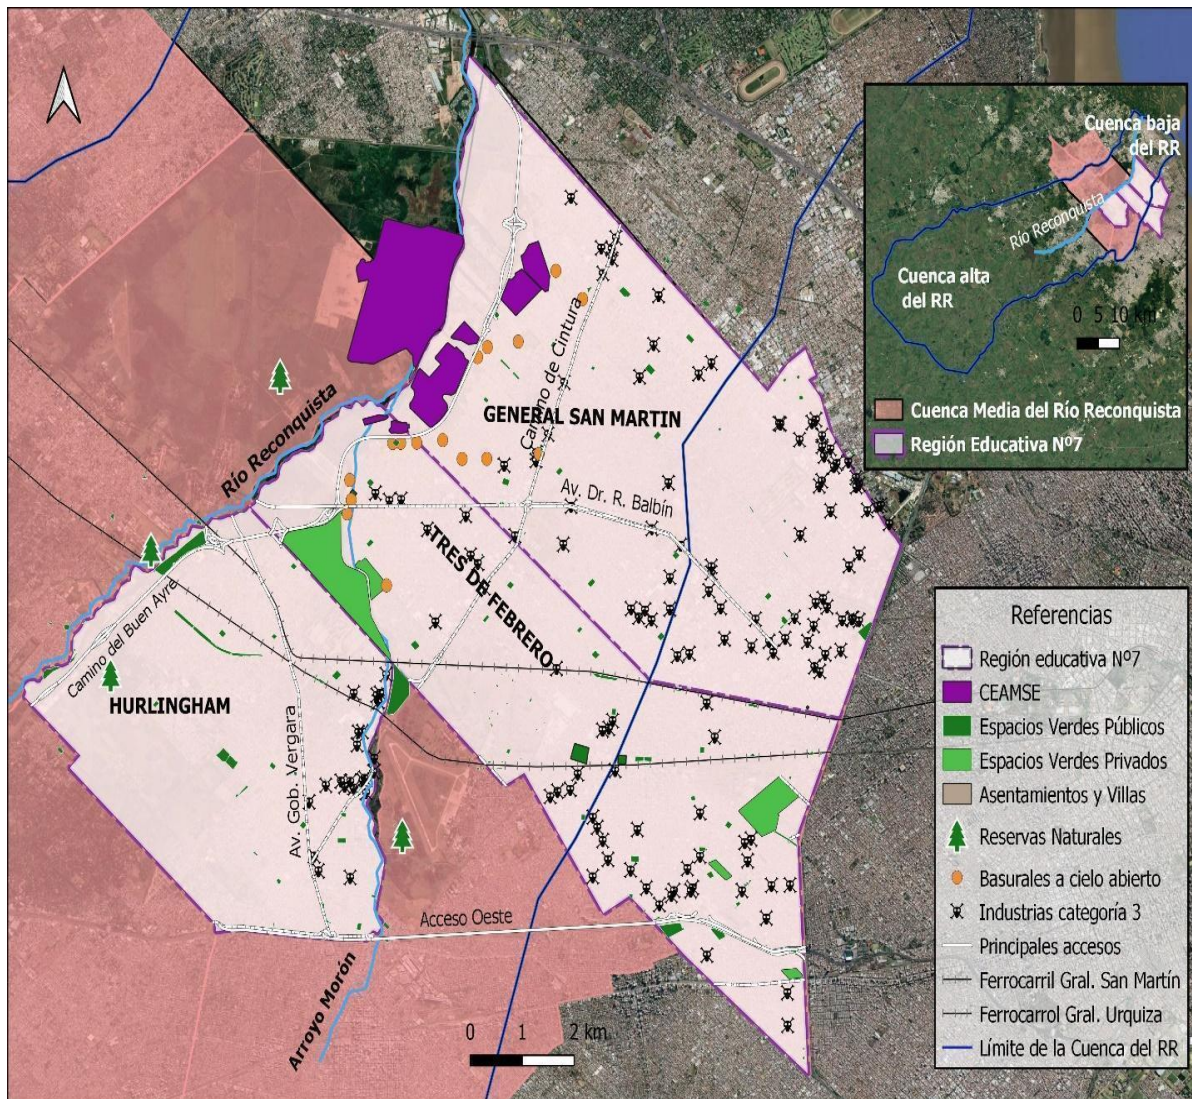 Cuenca baja
del RR
Río Reconquista
Cuenca alta
del RR
0 5 10 km
Cuenca Media del Río Reconquista
Región Educativa Nº7
Camino de Cintura
GENERAL SAN MARTIN
Río Reconquista
Av. Dr. R. Balbín
TRES DE FEBRERO
Camino del Buen Ayre
HURLINGHAM
Av. Gob. Vergara
Acceso Oeste
Arroyo Morón
0 1 2 km
Referencias
Región educativa Nº7
CEAMSE
Espacios Verdes Públicos
Espacios Verdes Privados
Asentamientos y Villas
Reservas Naturales
Basurales a cielo abierto
Industrias categoría 3
Principales accesos
Ferrocarril Gral. San Martín
Ferrocarrol Gral. Urquiza
Límite de la Cuenca del RR